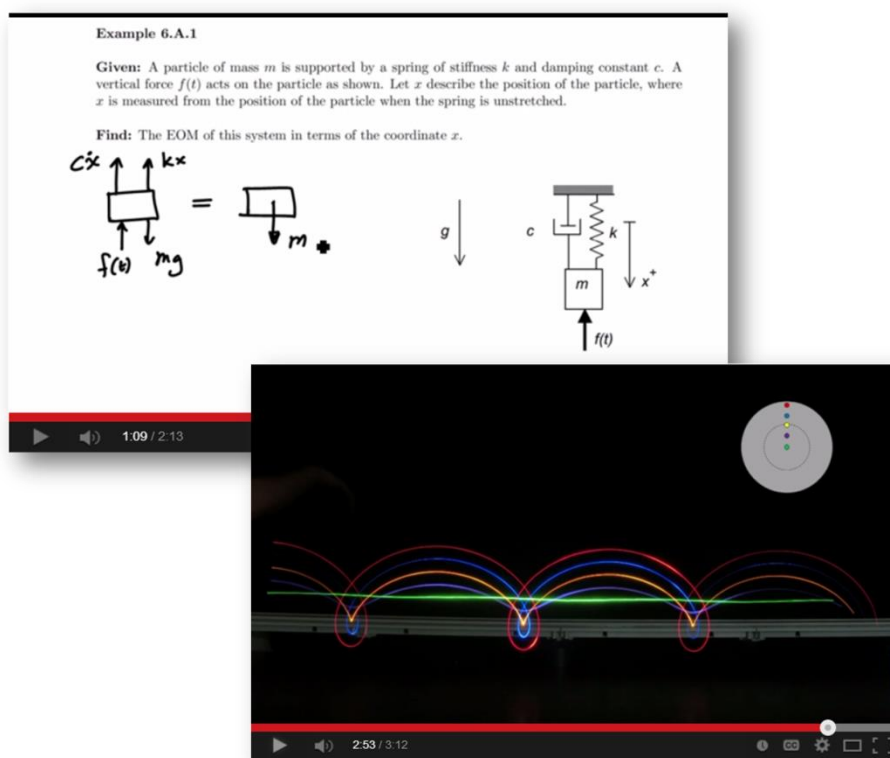 Example 6.A.1
Given: A particle of mass m is supported by a spring of stiffness k and damping constant c. A
vertical force f(t) acts on the particle as shown. Let x describe the position of the particle, where
x is measured from the position of the particle when the spring is unstretched.
Find: The EOM of this system in terms of the coordinate x.
cẋ kx
=
m
f(t) mg
g
c
k
m
x+
f(t)
1:09 / 2:13
2:53 / 3:12
CC